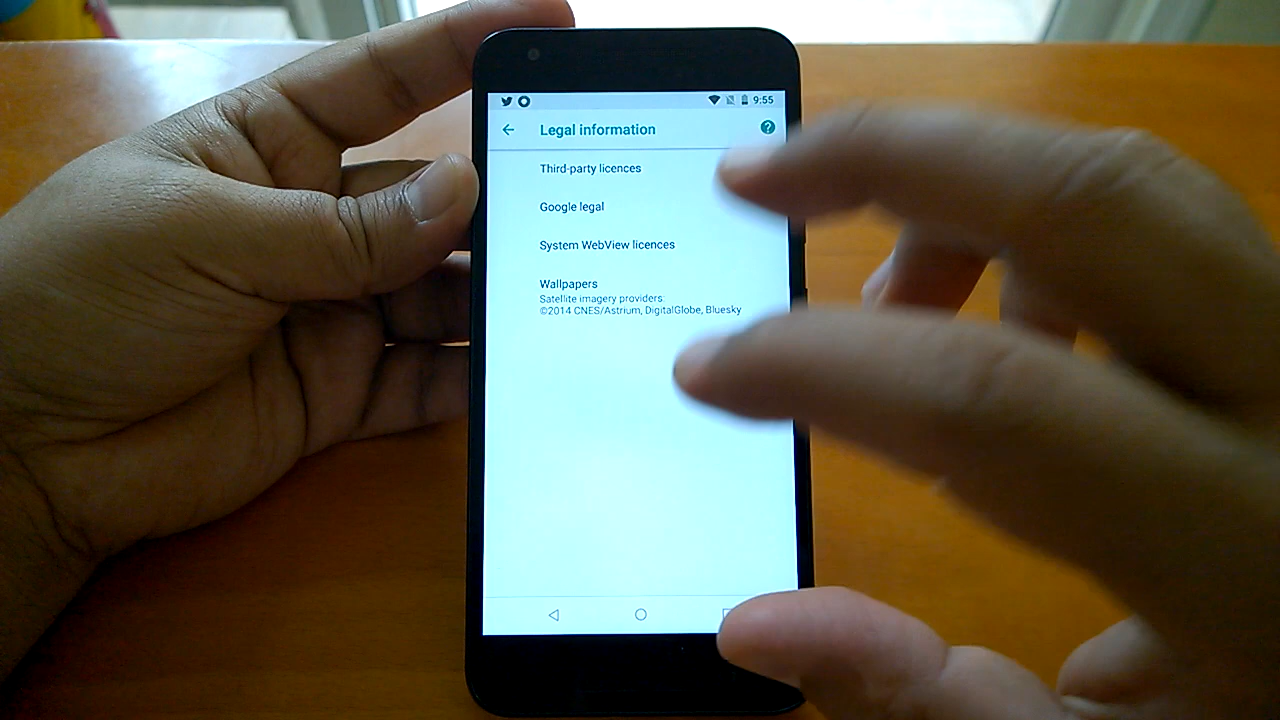 9:55
Legal information
Third-party licences
Google legal
System WebView licences
Wallpapers
Satellite imagery providers:
©2014 CNES/Astrium, DigitalGlobe, Bluesky